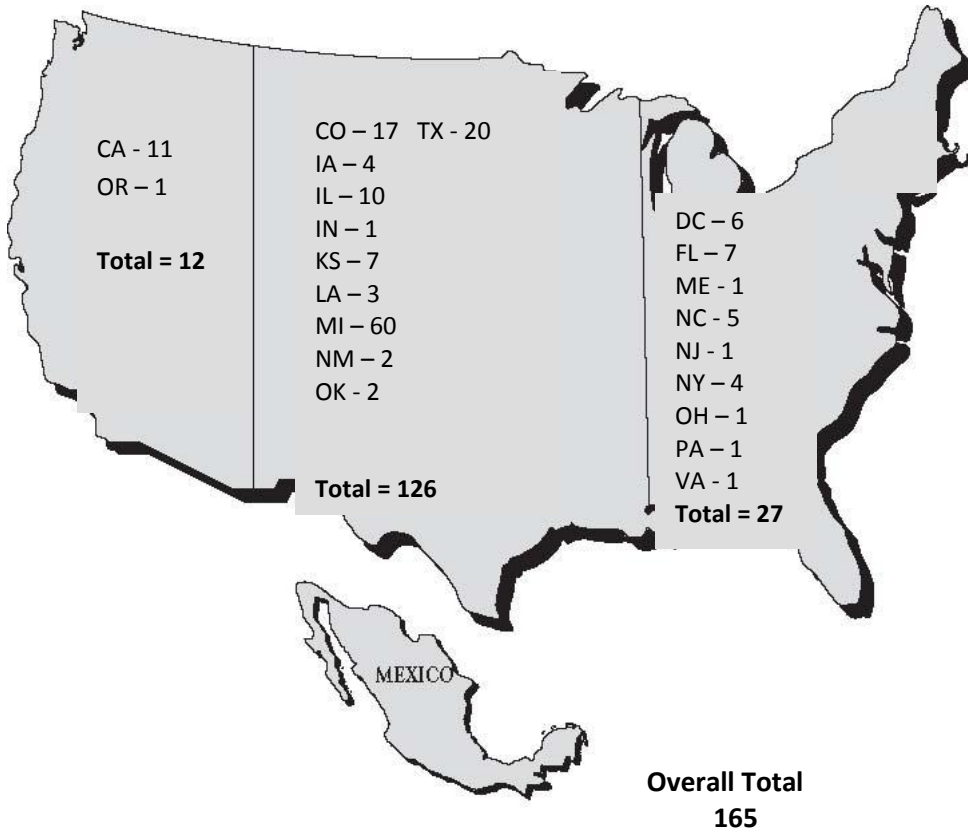 CA - 11
OR – 1
Total = 12
CO – 17 TX - 20
IA – 4
IL – 10
IN – 1
KS – 7
LA – 3
MI – 60
NM – 2
OK - 2
Total = 126
DC – 6
FL – 7
ME - 1
NC - 5
NJ - 1
NY – 4
OH – 1
PA – 1
VA - 1
Total = 27
MEXICO
Overall Total
165